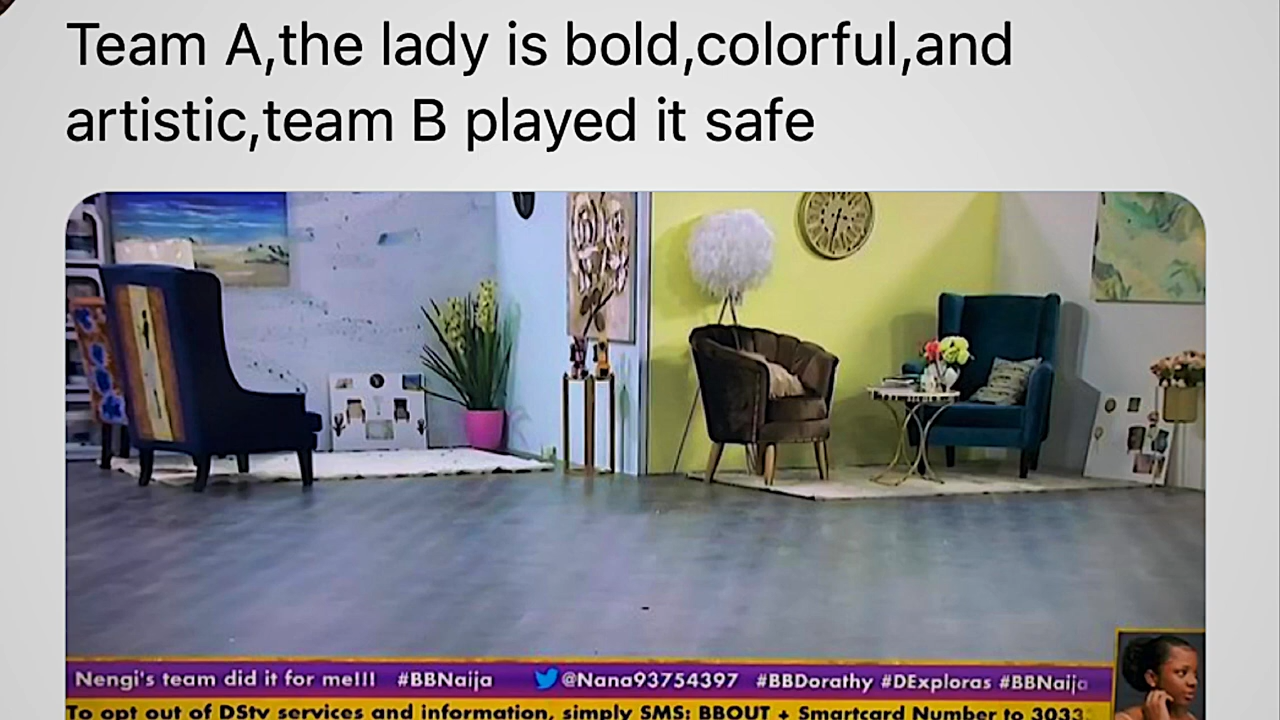 Team A,the lady is bold,colorful,and
artistic,team B played it safe
Nengi's team did it for me!!! #BBNaija @Nana93754397 #BBDorathy #DExploras #BBNaija
To opt out of DStv services and information, simply SMS: BBOUT + Smartcard Number to 3033.